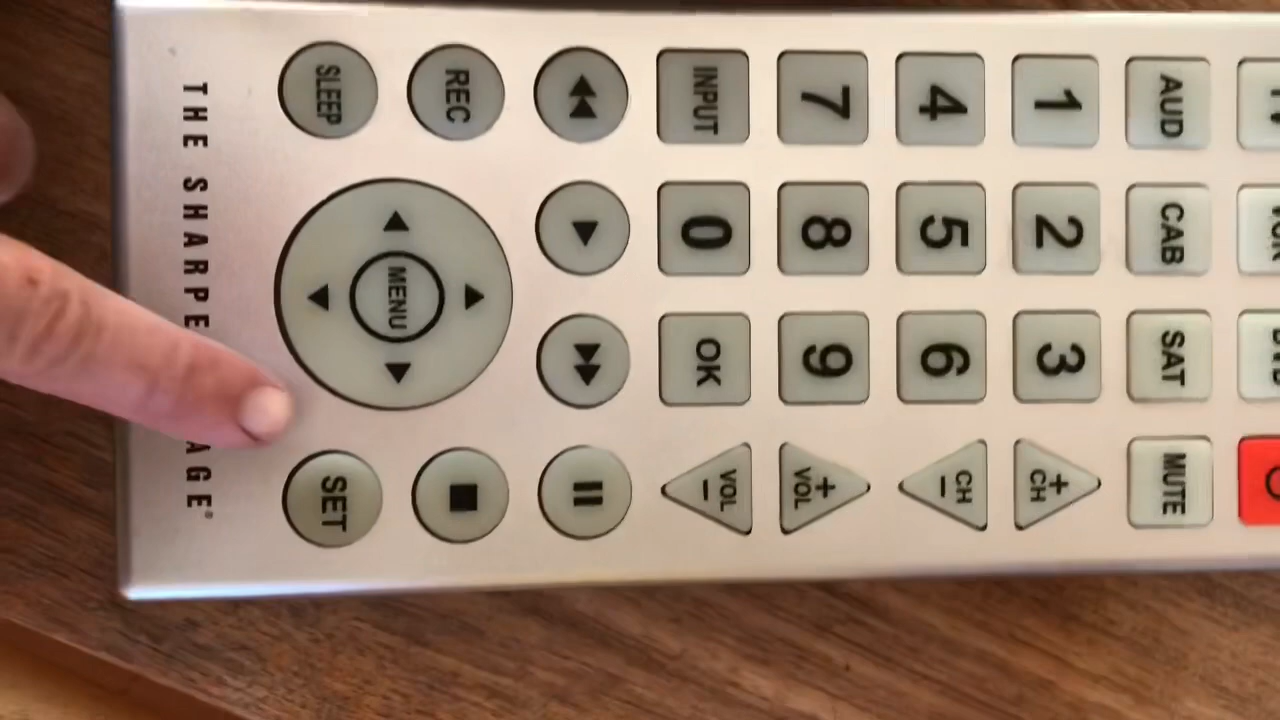 AUD CAB SAT MUTE
1 2 3 + CH
4 5 6 CH −
7 8 9 + VOL
INPUT 0 OK VOL −
REC
MENU
SLEEP SET
THE SHARPE AGE®